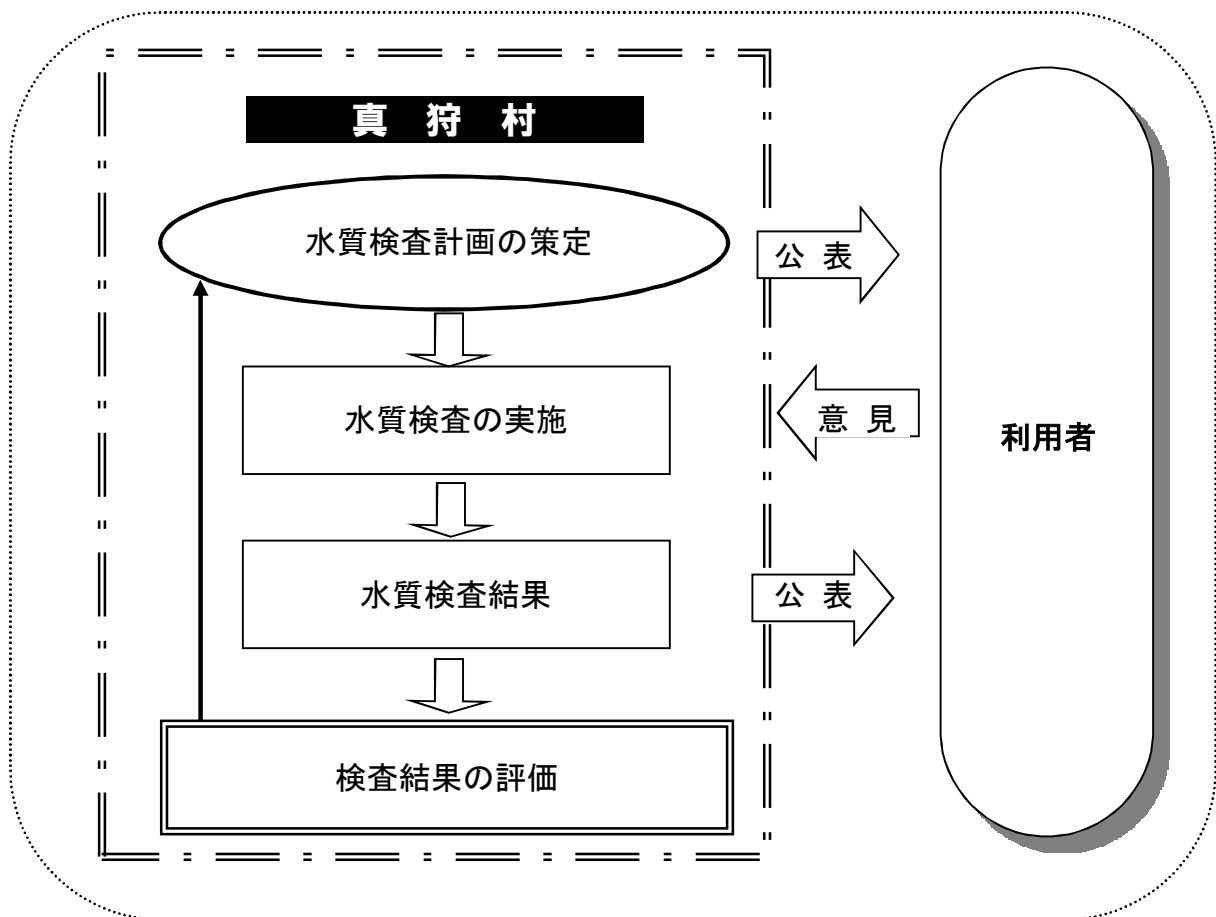 真 狩 村
水質検査計画の策定
公 表
水質検査の実施
意 見
利用者
水質検査結果
公 表
検査結果の評価